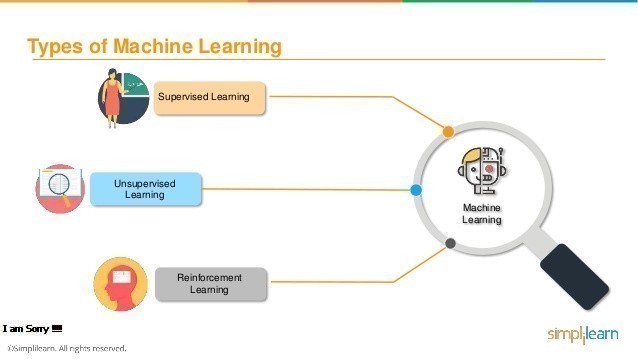 Types of Machine Learning
Supervised Learning
Unsupervised
Learning
Machine
Learning
Reinforcement
Learning
I am Sorry !!!!
©Simplilearn. All rights reserved.
simplilearn